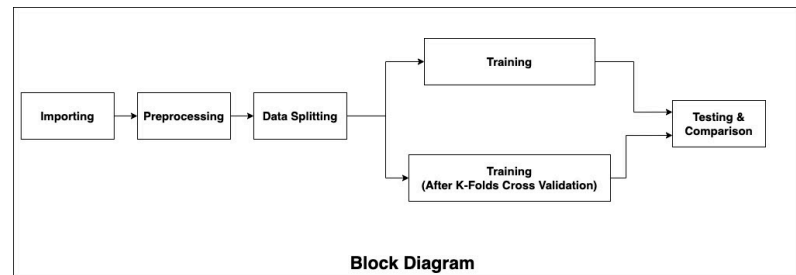 Importing
Preprocessing
Data Splitting
Training
Training
(After K-Folds Cross Validation)
Testing &
Comparison
Block Diagram